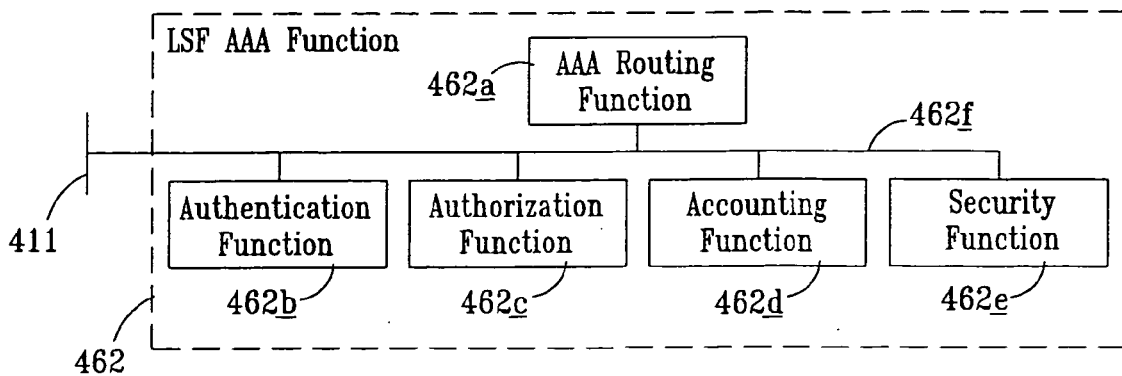 LSF AAA Function
AAA Routing
Function
462a
462f
Authentication
Function
Authorization
Function
Accounting
Function
Security
Function
411
462b
462c
462d
462e
462